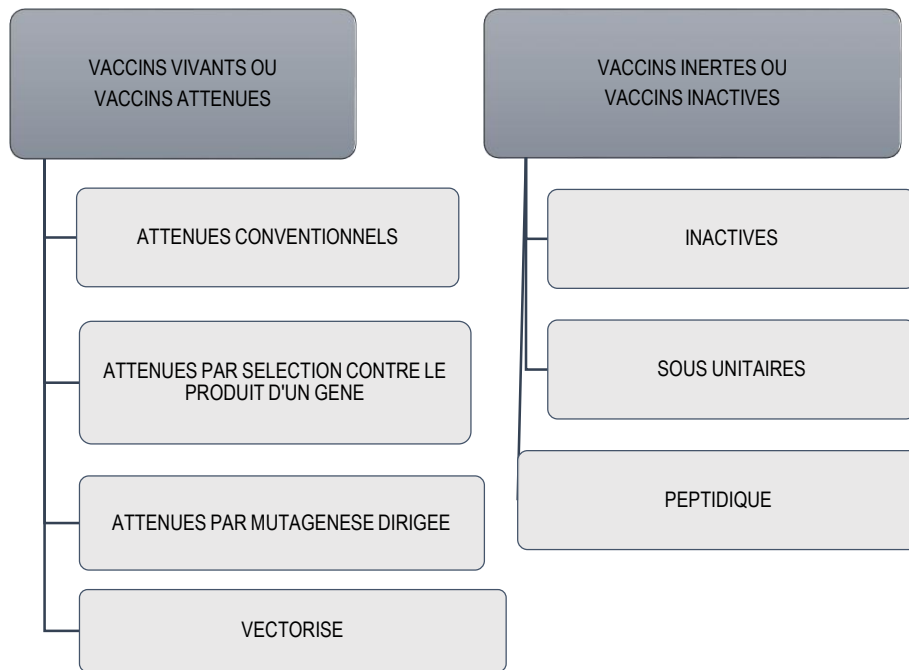 VACCINS VIVANTS OU
VACCINS ATTENUES
ATTENUES CONVENTIONNELS
ATTENUES PAR SELECTION CONTRE LE
PRODUIT D'UN GENE
ATTENUES PAR MUTAGENESE DIRIGEE
VECTORISE
VACCINS INERTES OU
VACCINS INACTIVES
INACTIVES
SOUS UNITAIRES
PEPTIDIQUE